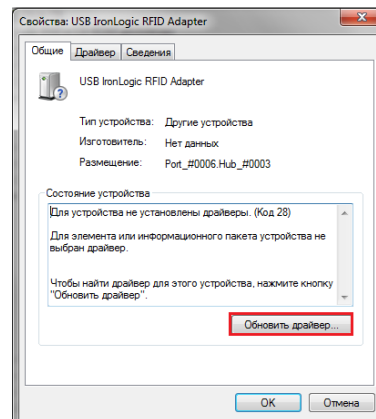 Свойства: USB IronLogic RFID Adapter
Общие Драйвер Сведения
USB IronLogic RFID Adapter
Тип устройства: Другие устройства
Изготовитель: Нет данных
Размещение: Port_#0006.Hub_#0003
Состояние устройства
Для устройства не установлены драйверы. (Код 28)
Для элемента или информационного пакета устройства не
выбран драйвер.
Чтобы найти драйвер для этого устройства, нажмите кнопку
"Обновить драйвер".
Обновить драйвер...
OK Отмена